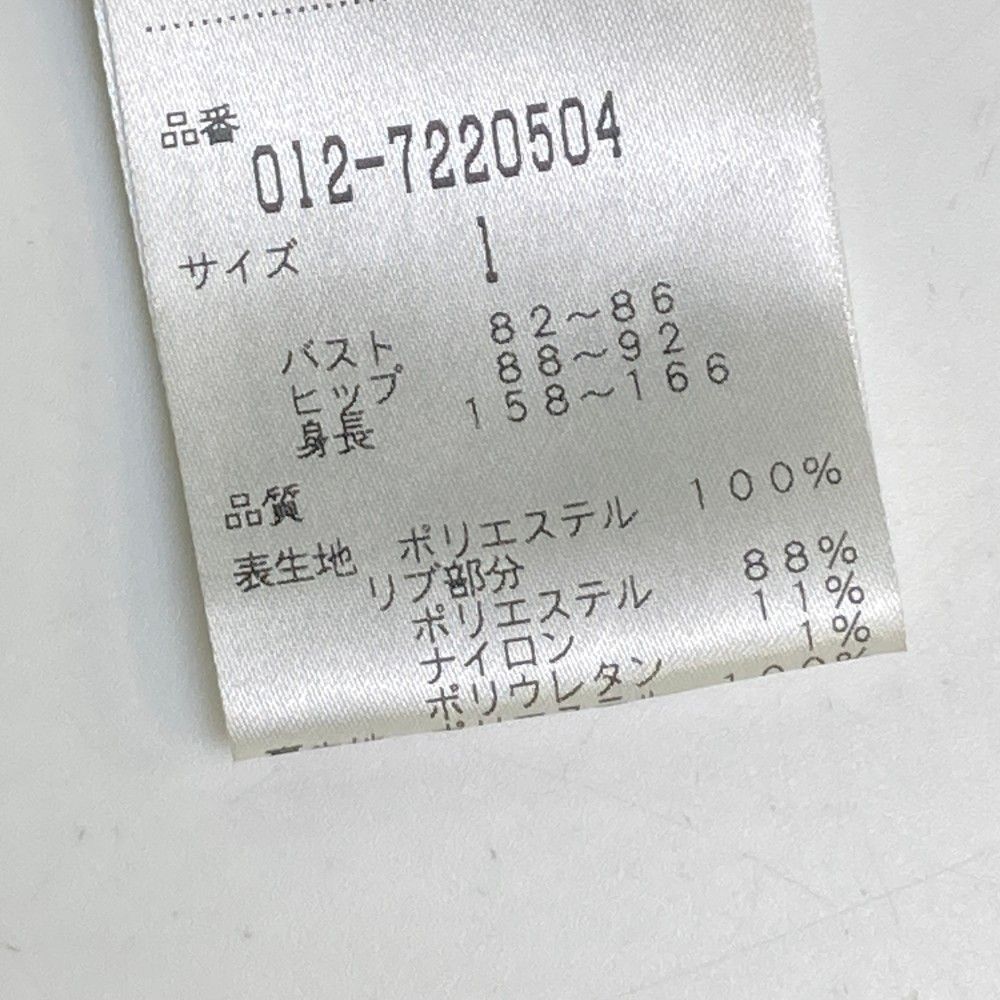 品番 012-7220504
サイズ 1
バスト 82～86
ヒップ 88～92
身長 158～166
品質
表生地 ポリエステル 100%
リブ部分
ポリエステル 88%
ナイロン 11%
ポリウレタン 1%